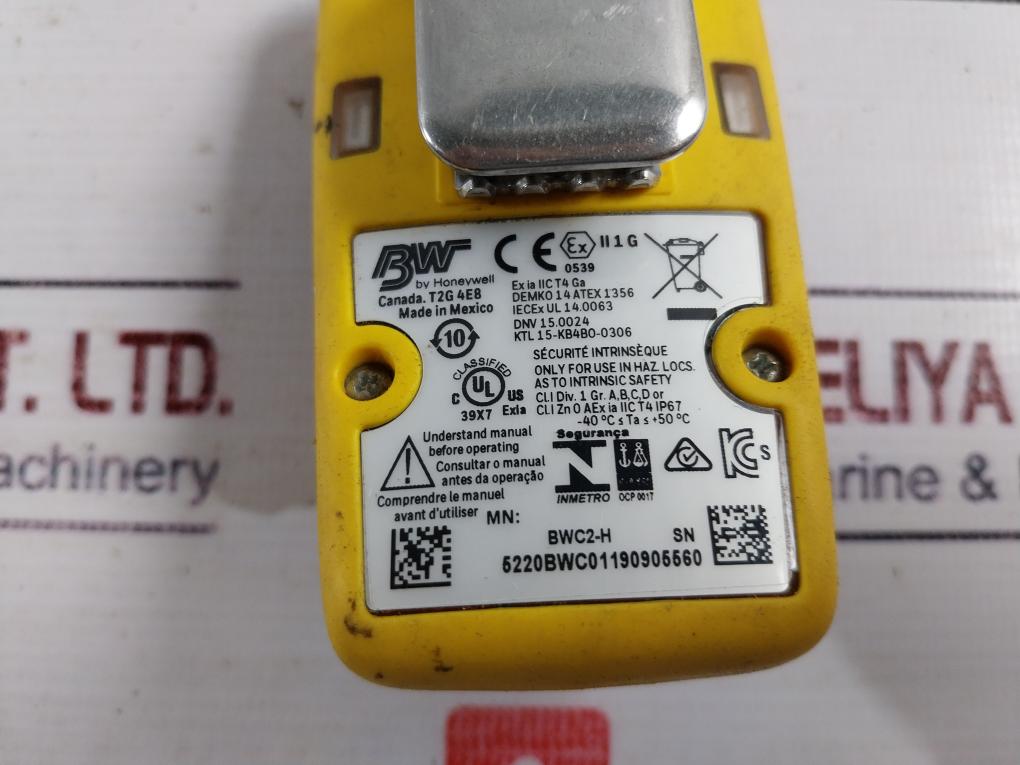 BW
by Honeywell
Canada. T2G 4E8
Made in Mexico
CE
Ex II 1 G
0539
Ex ia IIC T4 Ga
DEMKO 14 ATEX 1356
IECEx UL 14.0063
DNV 15.0024
KTL 15-KB4BO-0306
10
CLASSIFIED
C UL US
39X7 Exia
SÉCURITÉ INTRINSÈQUE
ONLY FOR USE IN HAZ. LOCS.
AS TO INTRINSIC SAFETY
CLI Div. 1 Gr. A,B,C,D or
CLI Zn 0 AEx ia IIC T4 IP67
-40 °C ≤ Ta ≤ +50 °C
Understand manual
before operating
Consultar o manual
antes da operação
Comprendre le manuel
avant d'utiliser
Segurança
INMETRO
OCP 0017
KC s
MN:
BWC2-H
SN
5220BWC01190905560
T. LTD.
achinery
ELIYA
arine &